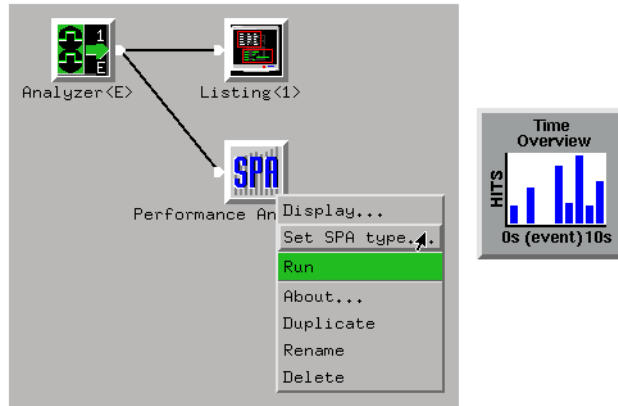 1
E
Analyzer<E>
Listing<1>
SPA
Performance An
Display...
Set SPA type...
Run
About...
Duplicate
Rename
Delete
Time
Overview
HITS
0s (event) 10s